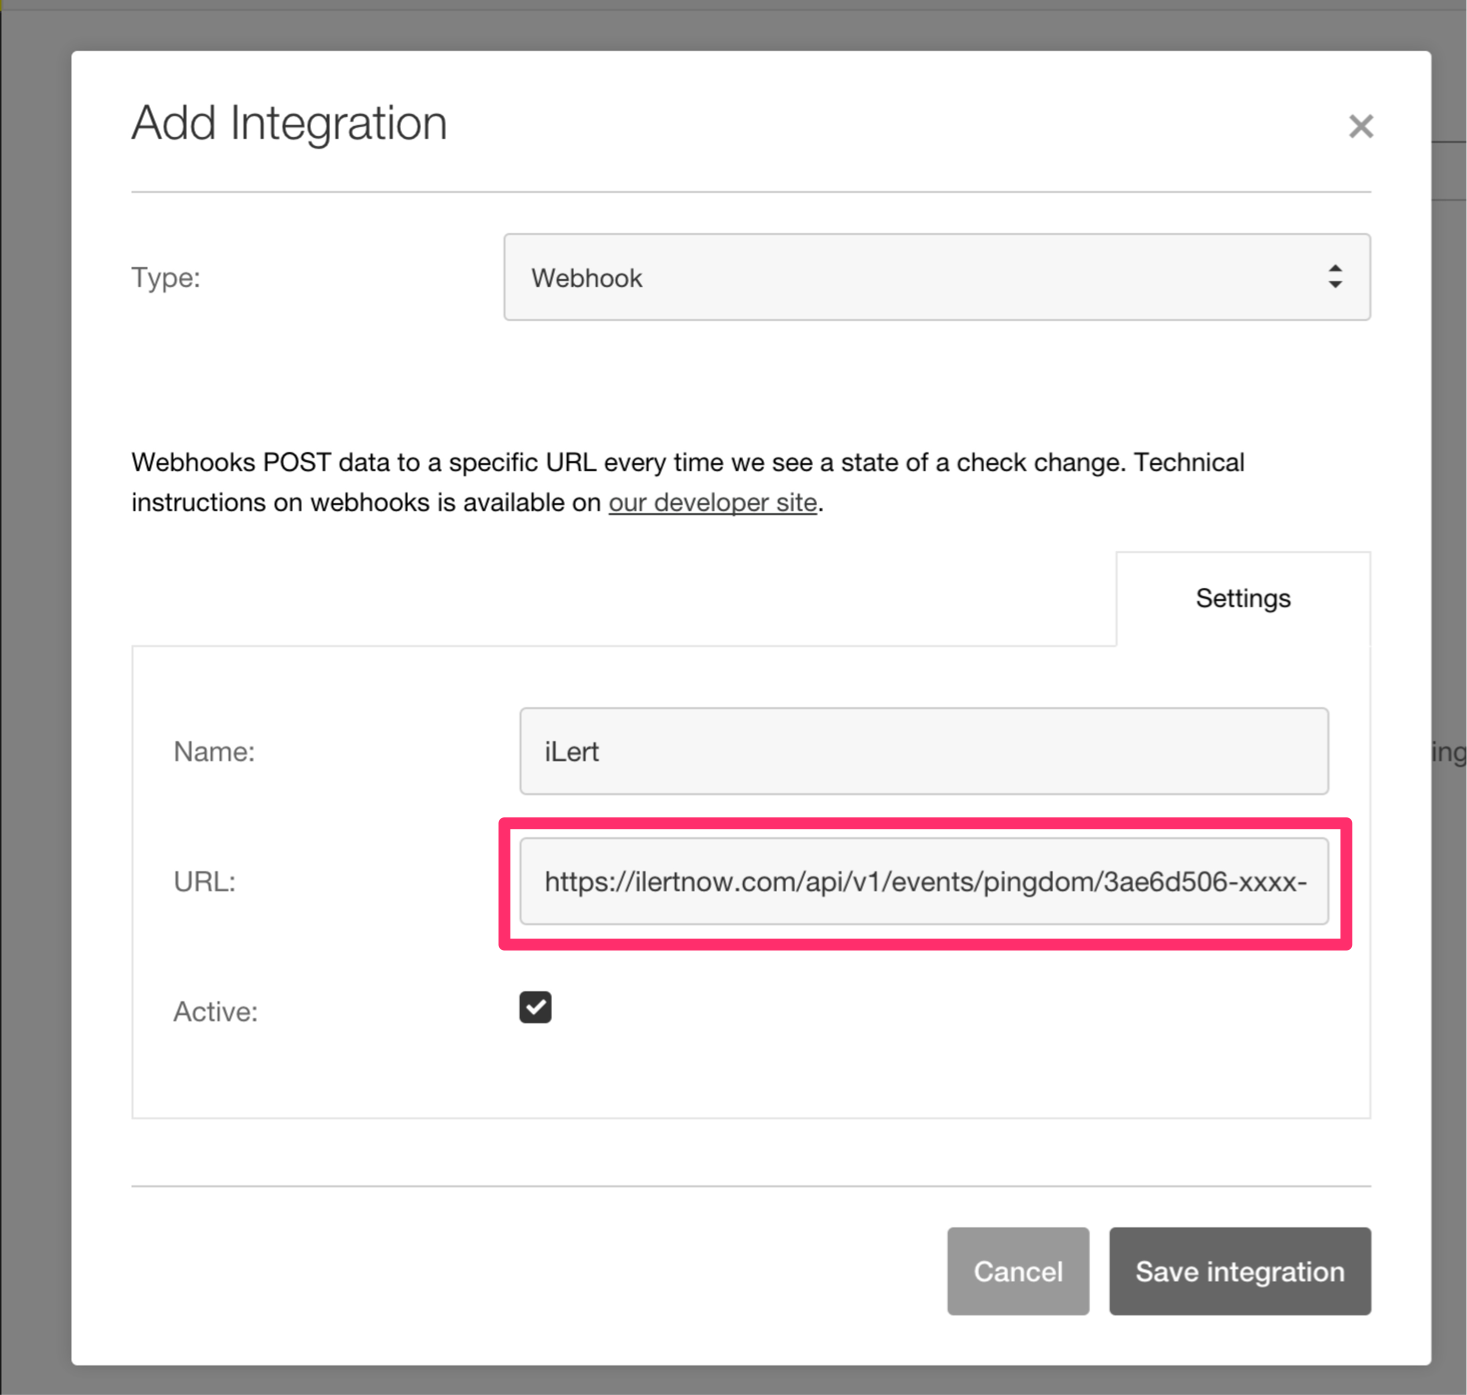 Add Integration
Type:
Webhook
Webhooks POST data to a specific URL every time we see a state of a check change. Technical
instructions on webhooks is available on our developer site.
Settings
Name:
iLert
ing
URL:
https://ilertnow.com/api/v1/events/pingdom/3ae6d506-xxxx-
Active:
Cancel
Save integration